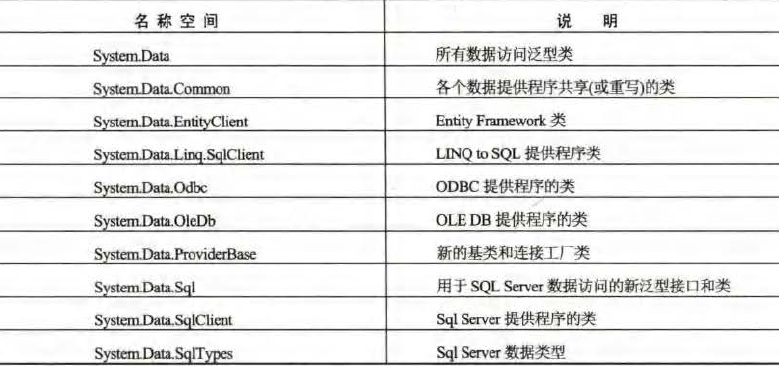 名称空间 说明
System.Data 所有数据访问泛型类
System.Data.Common 各个数据提供程序共享(或重写)的类
System.Data.EntityClient Entity Framework 类
System.Data.Linq.SqlClient LINQ to SQL 提供程序类
System.Data.Odbc ODBC 提供程序的类
System.Data.OleDb OLE DB 提供程序的类
System.Data.ProviderBase 新的基类和连接工厂类
System.Data.Sql 用于 SQL Server 数据访问的新泛型接口和类
System.Data.SqlClient Sql Server 提供程序的类
System.Data.SqlTypes Sql Server 数据类型